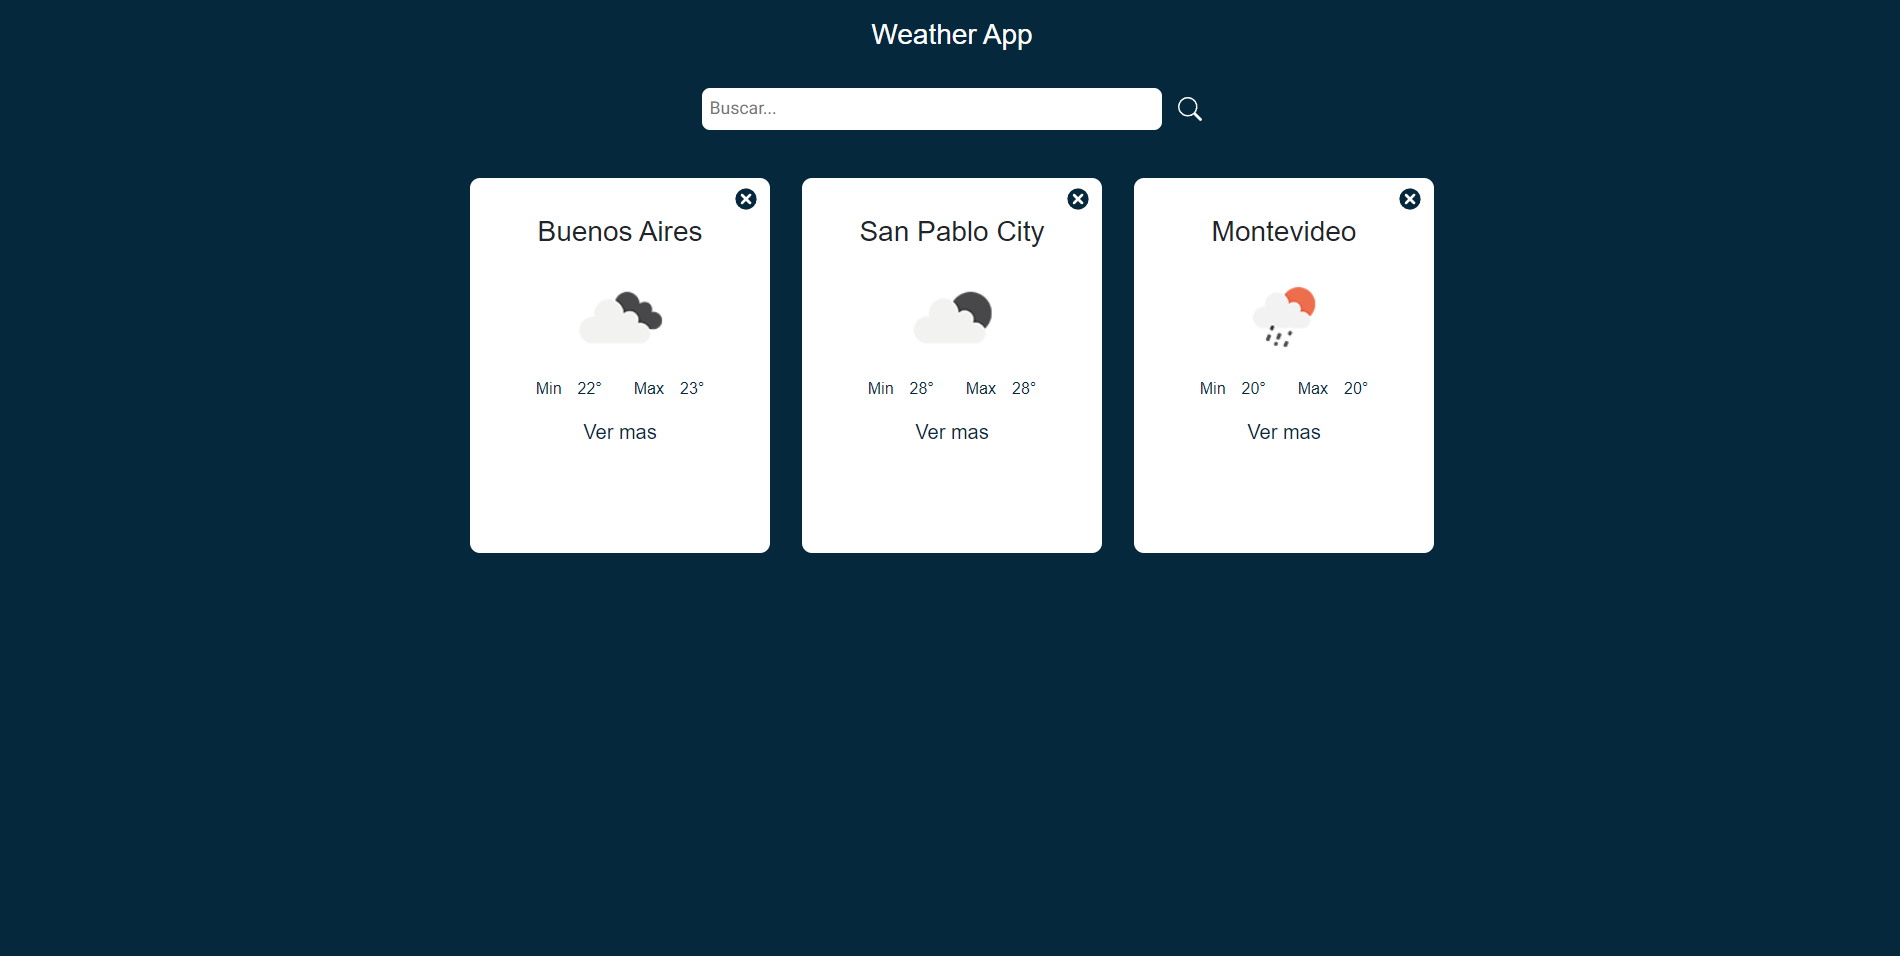 Weather App
Buscar...
Buenos Aires
Min 22° Max 23°
Ver mas
San Pablo City
Min 28° Max 28°
Ver mas
Montevideo
Min 20° Max 20°
Ver mas